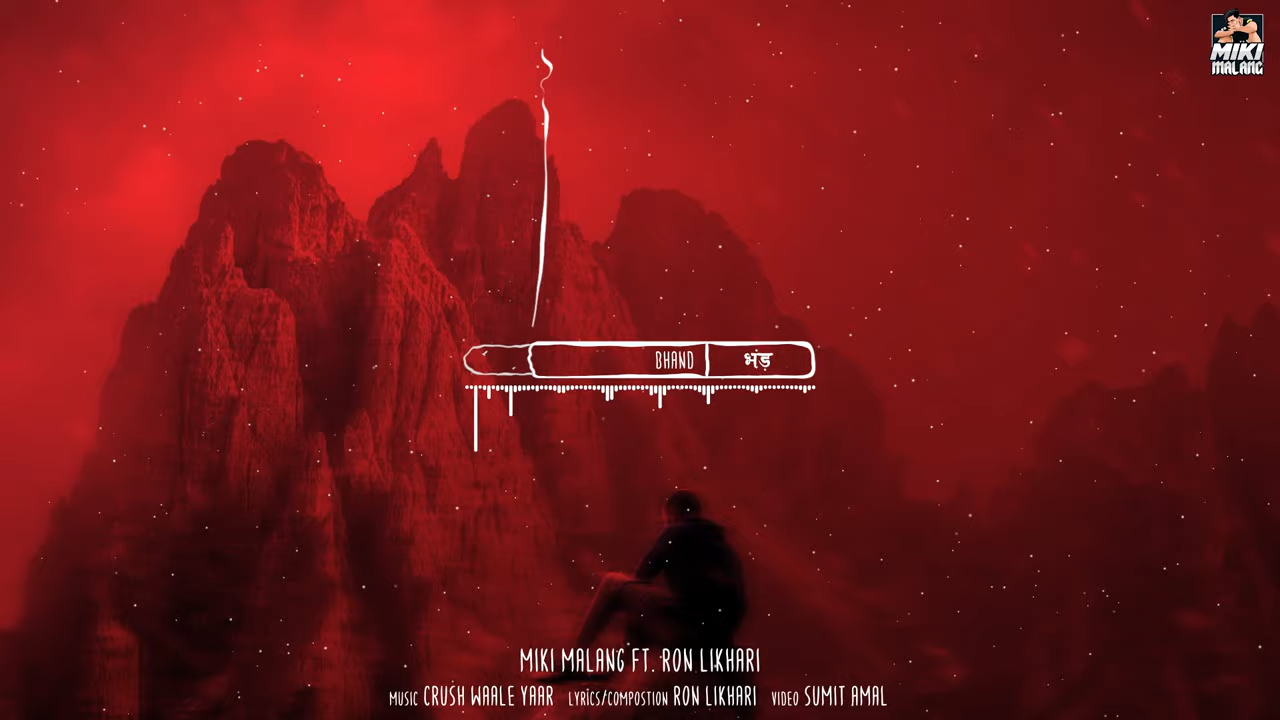 MIKI
MALANG
BHAND भंड़
MIKI MALANG FT. RON LIKHARI
MUSIC CRUSH WAALE YAAR LYRICS/COMPOSTION RON LIKHARI VIDEO SUMIT AMAL